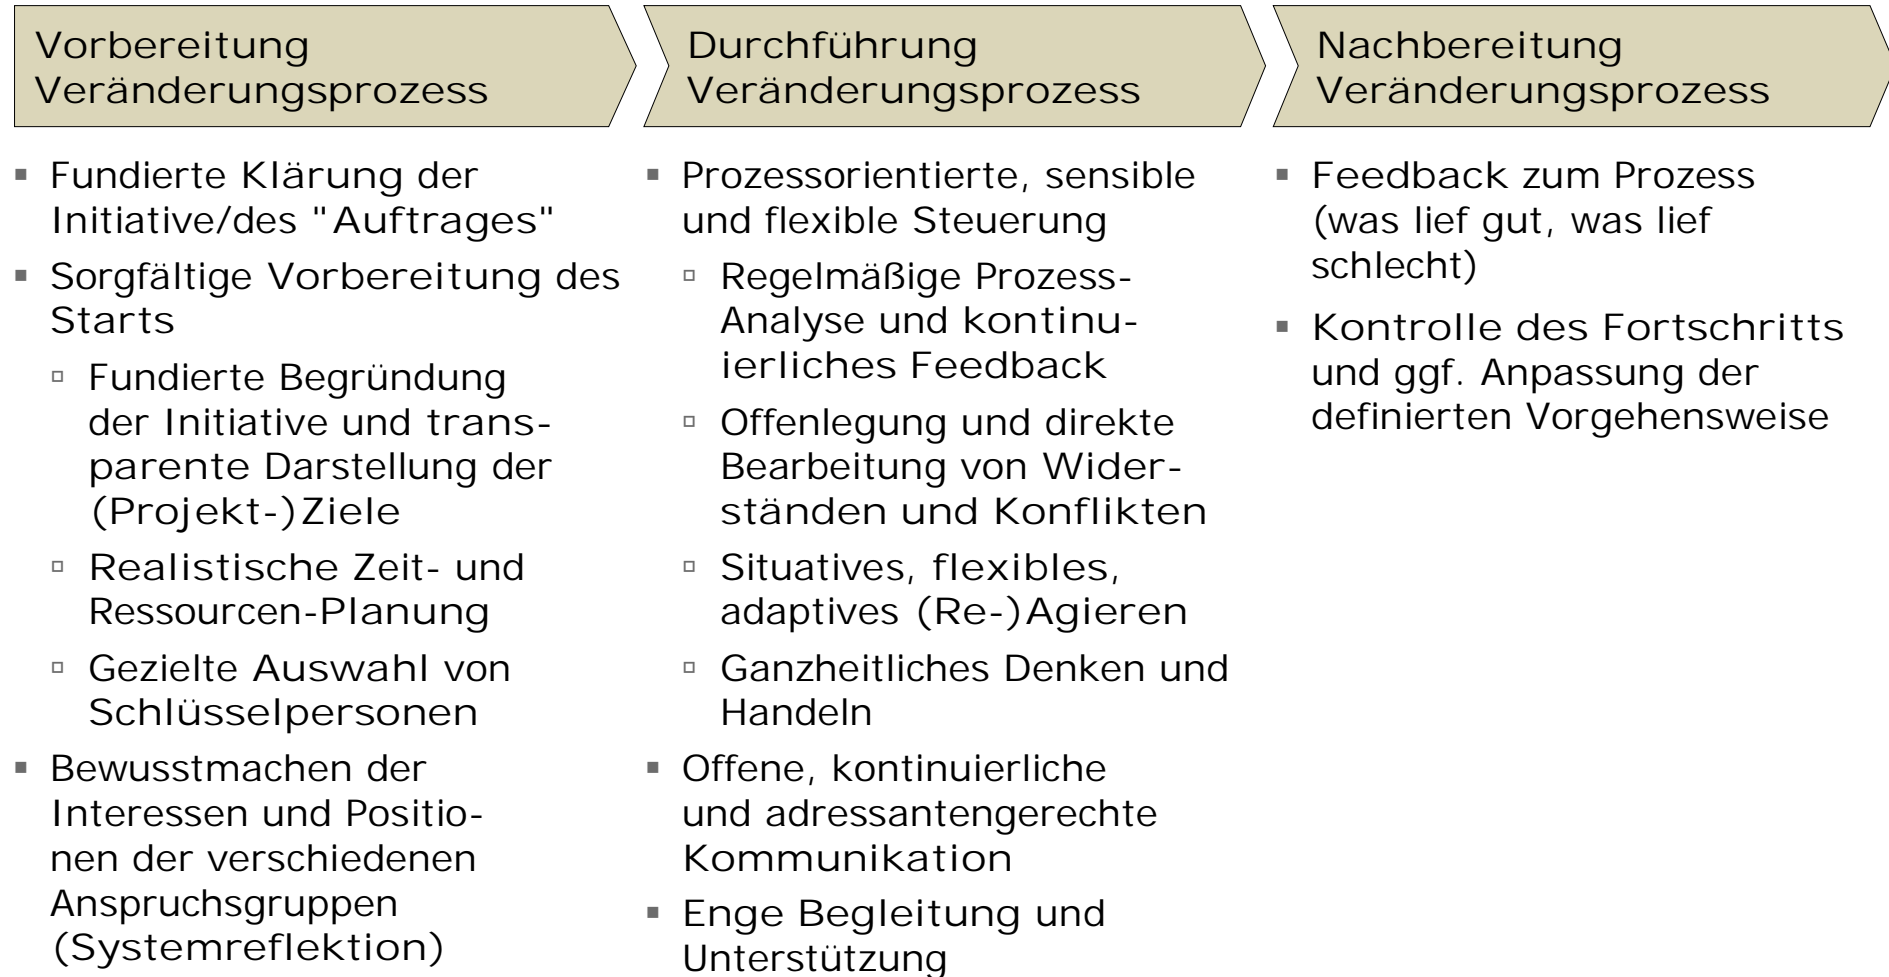 Vorbereitung
Veränderungsprozess
Fundierte Klärung der
Initiative/des "Auftrages"
Sorgfältige Vorbereitung des
Starts
Fundierte Begründung
der Initiative und trans-
parente Darstellung der
(Projekt-)Ziele
Realistische Zeit- und
Ressourcen-Planung
Gezielte Auswahl von
Schlüsselpersonen
Bewusstmachen der
Interessen und Positio-
nen der verschiedenen
Anspruchsgruppen
(Systemreflektion)
Durchführung
Veränderungsprozess
Prozessorientierte, sensible
und flexible Steuerung
Regelmäßige Prozess-
Analyse und kontinu-
ierliches Feedback
Offenlegung und direkte
Bearbeitung von Wider-
ständen und Konflikten
Situatives, flexibles,
adaptives (Re-)Agieren
Ganzheitliches Denken und
Handeln
Offene, kontinuierliche
und adressantengerechte
Kommunikation
Enge Begleitung und
Unterstützung
Nachbereitung
Veränderungsprozess
Feedback zum Prozess
(was lief gut, was lief
schlecht)
Kontrolle des Fortschritts
und ggf. Anpassung der
definierten Vorgehensweise